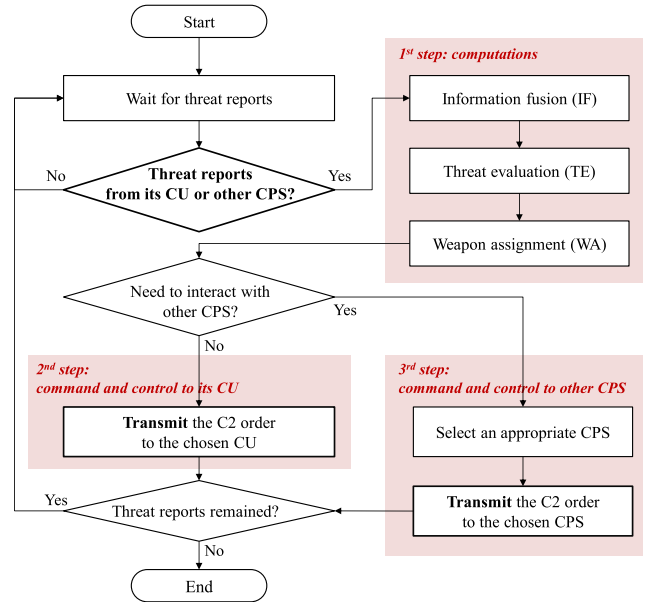 Start
1st step: computations
Wait for threat reports
Information fusion (IF)
No
Threat reports
from its CU or other CPS?
Yes
Threat evaluation (TE)
Weapon assignment (WA)
Need to interact with
other CPS?
Yes
No
2nd step:
command and control to its CU
3rd step:
command and control to other CPS
Transmit the C2 order
to the chosen CU
Select an appropriate CPS
Yes
Threat reports remained?
Transmit the C2 order
to the chosen CPS
No
End